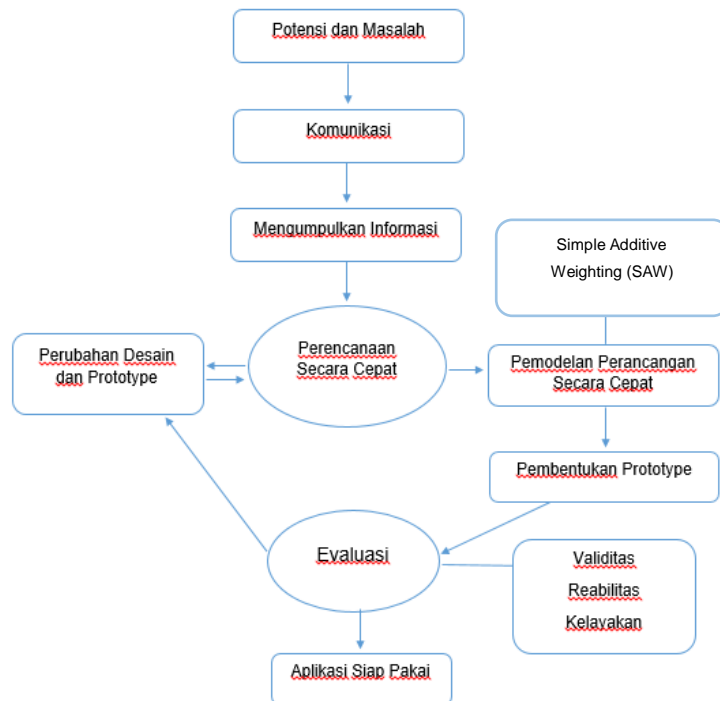 Potensi dan Masalah
Komunikasi
Mengumpulkan Informasi
Simple Additive
Weighting (SAW)
Perubahan Desain
dan Prototype
Perencanaan
Secara Cepat
Pemodelan Perancangan
Secara Cepat
Pembentukan Prototype
Evaluasi
Validitas
Reabilitas
Kelayakan
Aplikasi Siap Pakai